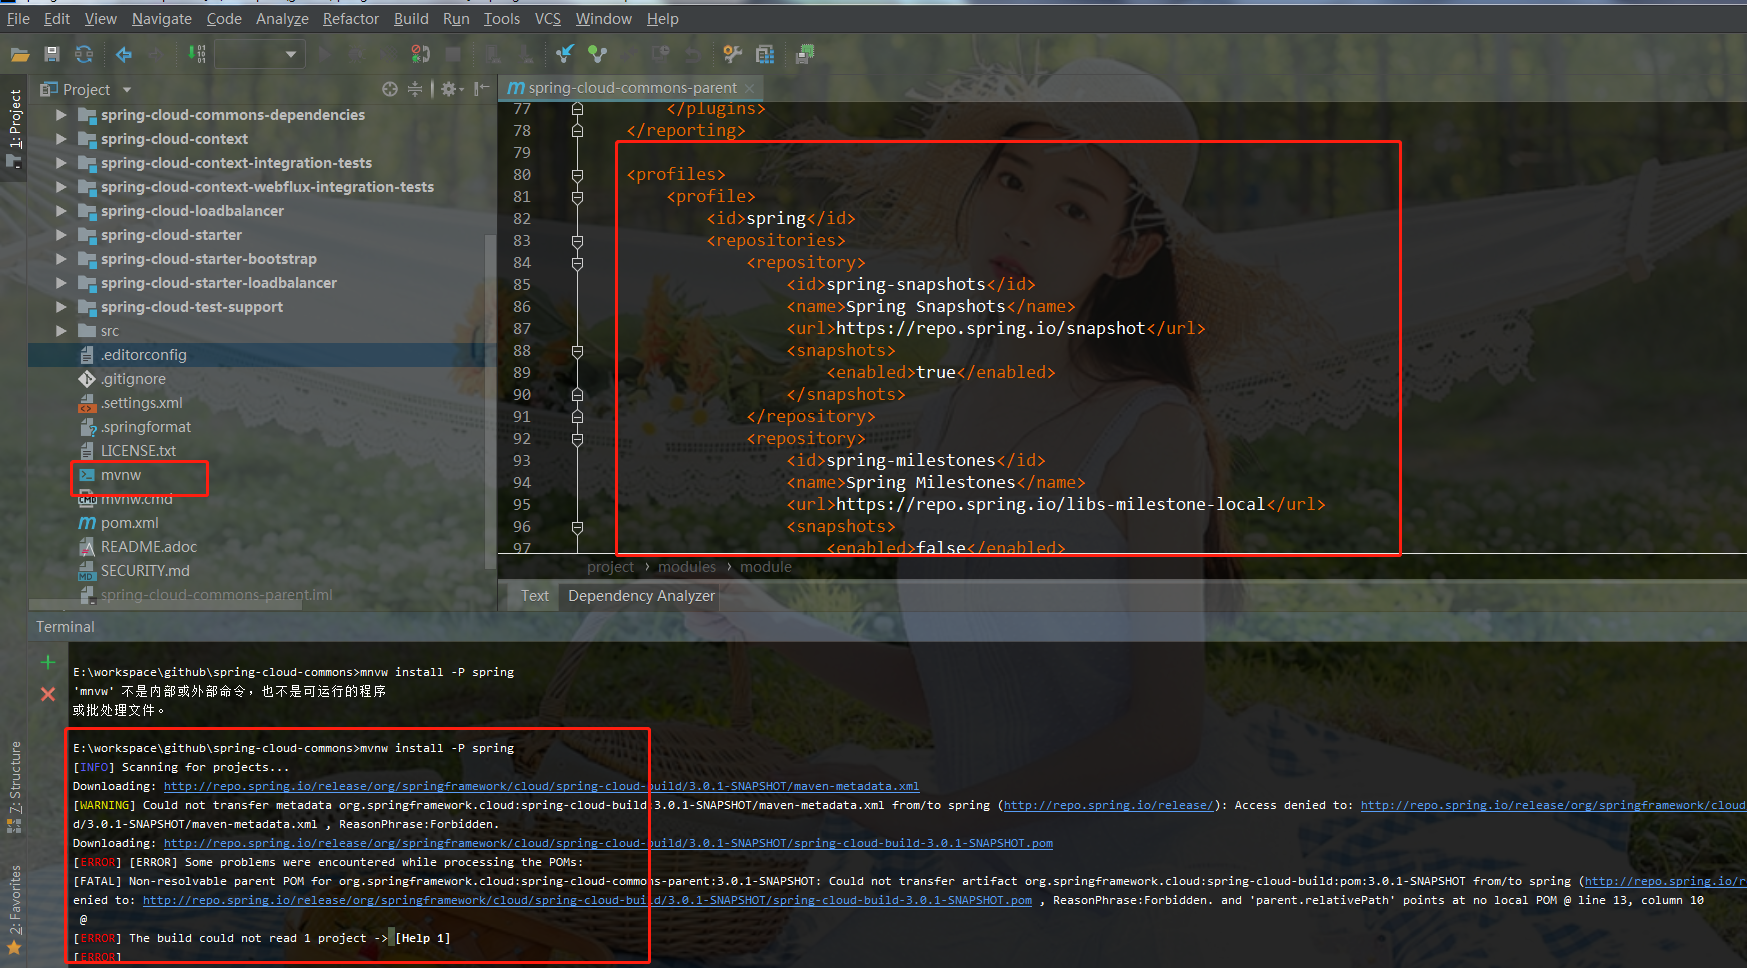 File Edit View Navigate Code Analyze Refactor Build Run Tools VCS Window Help
Project
spring-cloud-commons-parent
1: Project
spring-cloud-commons-dependencies
spring-cloud-context
spring-cloud-context-integration-tests
spring-cloud-context-webflux-integration-tests
spring-cloud-loadbalancer
spring-cloud-starter
spring-cloud-starter-bootstrap
spring-cloud-starter-loadbalancer
spring-cloud-test-support
src
.editorconfig
.gitignore
.settings.xml
.springformat
LICENSE.txt
mvnw
mvnw.cmd
pom.xml
README.adoc
SECURITY.md
spring-cloud-commons-parent.iml
77 </plugins>
78 </reporting>
79
80 <profiles>
81 <profile>
82 <id>spring</id>
83 <repositories>
84 <repository>
85 <id>spring-snapshots</id>
86 <name>Spring Snapshots</name>
87 <url>https://repo.spring.io/snapshot</url>
88 <snapshots>
89 <enabled>true</enabled>
90 </snapshots>
91 </repository>
92 <repository>
93 <id>spring-milestones</id>
94 <name>Spring Milestones</name>
95 <url>https://repo.spring.io/libs-milestone-local</url>
96 <snapshots>
97 <enabled>false</enabled>
project › modules › module
Text Dependency Analyzer
Terminal
7: Structure
2: Favorites
E:\workspace\github\spring-cloud-commons>mnvw install -P spring
'mnvw' 不是内部或外部命令，也不是可运行的程序
或批处理文件。
E:\workspace\github\spring-cloud-commons>mvnw install -P spring
[INFO] Scanning for projects...
Downloading: http://repo.spring.io/release/org/springframework/cloud/spring-cloud-build/3.0.1-SNAPSHOT/maven-metadata.xml
[WARNING] Could not transfer metadata org.springframework.cloud:spring-cloud-build:3.0.1-SNAPSHOT/maven-metadata.xml from/to spring (http://repo.spring.io/release/): Access denied to: http://repo.spring.io/release/org/springframework/cloud
d/3.0.1-SNAPSHOT/maven-metadata.xml , ReasonPhrase:Forbidden.
Downloading: http://repo.spring.io/release/org/springframework/cloud/spring-cloud-build/3.0.1-SNAPSHOT/spring-cloud-build-3.0.1-SNAPSHOT.pom
[ERROR] [ERROR] Some problems were encountered while processing the POMs:
[FATAL] Non-resolvable parent POM for org.springframework.cloud:spring-cloud-commons-parent:3.0.1-SNAPSHOT: Could not transfer artifact org.springframework.cloud:spring-cloud-build:pom:3.0.1-SNAPSHOT from/to spring (http://repo.spring.io/r
enied to: http://repo.spring.io/release/org/springframework/cloud/spring-cloud-build/3.0.1-SNAPSHOT/spring-cloud-build-3.0.1-SNAPSHOT.pom , ReasonPhrase:Forbidden. and 'parent.relativePath' points at no local POM @ line 13, column 10
@
[ERROR] The build could not read 1 project -> [Help 1]
[ERROR]